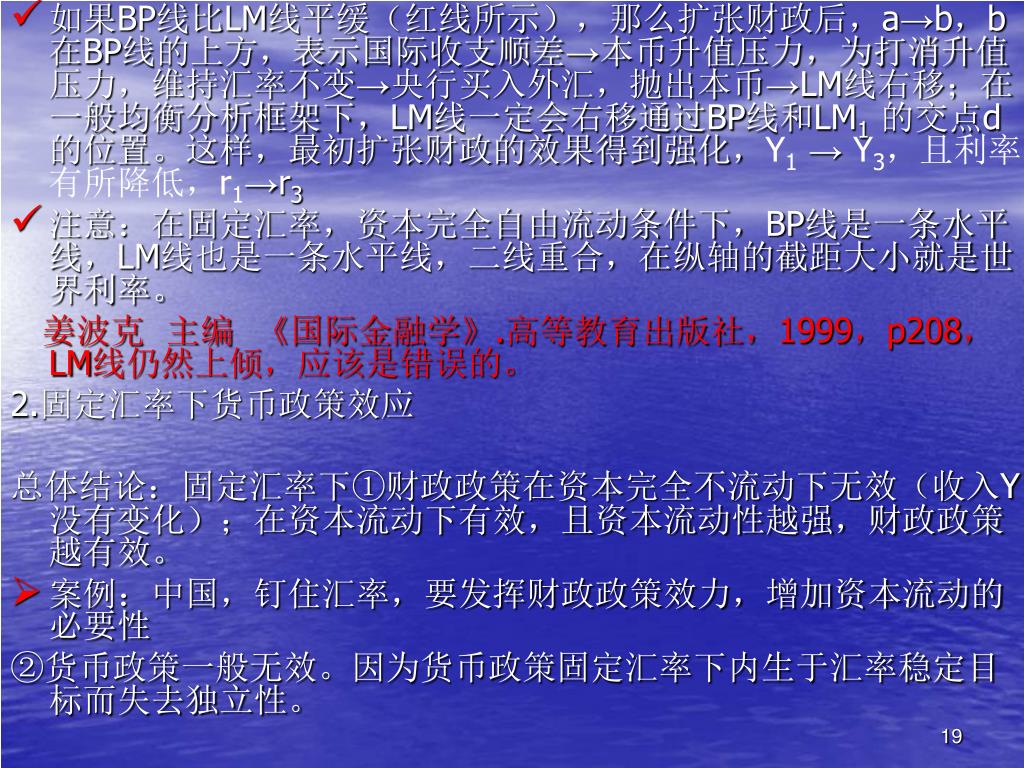 如果BP线比LM线平缓（红线所示），那么扩张财政后，a→b，b
在BP线的上方，表示国际收支顺差→本币升值压力，为打消升值
压力，维持汇率不变→央行买入外汇，抛出本币→LM线右移；在
一般均衡分析框架下，LM线一定会右移通过BP线和LM1 的交点d
的位置。这样，最初扩张财政的效果得到强化，Y1 → Y3，且利率
有所降低，r1→r3
注意：在固定汇率，资本完全自由流动条件下，BP线是一条水平
线，LM线也是一条水平线，二线重合，在纵轴的截距大小就是世
界利率。
姜波克 主编 《国际金融学》.高等教育出版社，1999，p208，
LM线仍然上倾，应该是错误的。
2.固定汇率下货币政策效应
总体结论：固定汇率下①财政政策在资本完全不流动下无效（收入Y
没有变化）；在资本流动下有效，且资本流动性越强，财政政策
越有效。
案例：中国，钉住汇率，要发挥财政政策效力，增加资本流动的
必要性
②货币政策一般无效。因为货币政策固定汇率下内生于汇率稳定目
标而失去独立性。
19